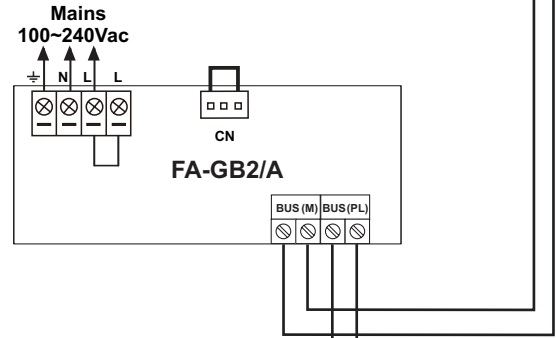 Mains
100~240Vac
N L L
CN
FA-GB2/A
BUS (M) BUS (PL)